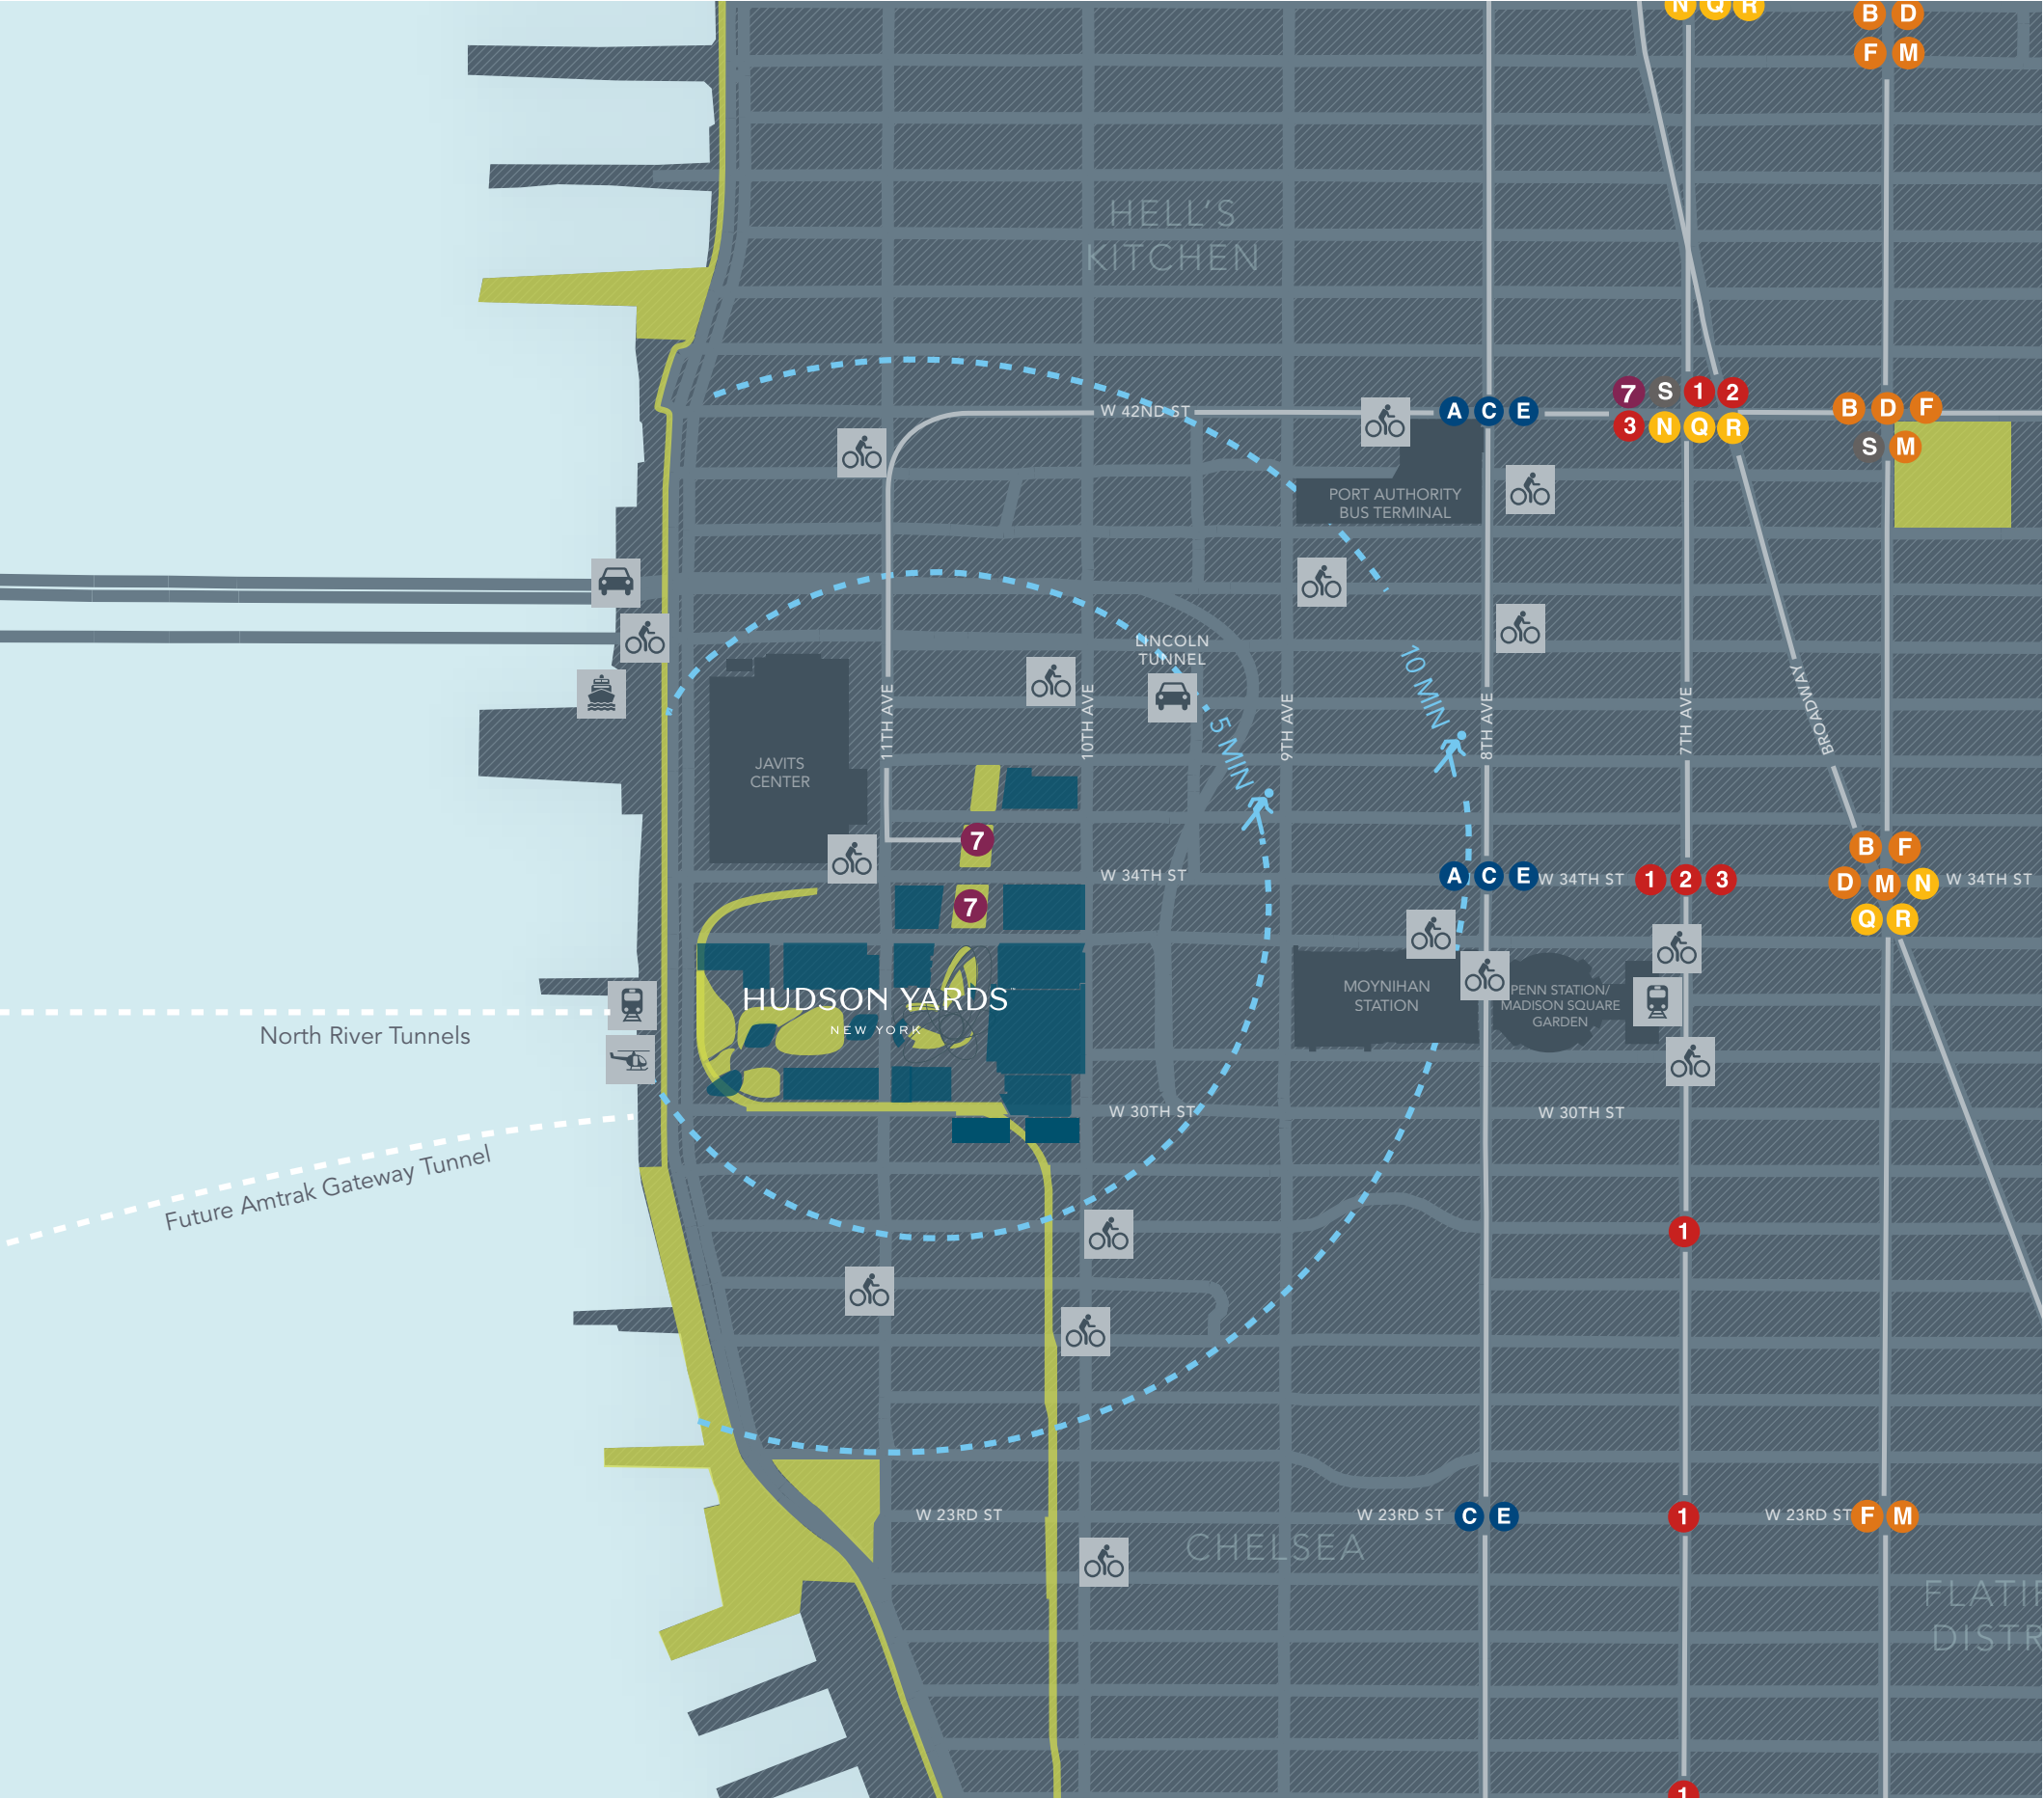 N Q R
B D
F M
HELL'S
KITCHEN
W 42ND ST
A C E
7 S 1 2
3 N Q R
B D F
S M
PORT AUTHORITY
BUS TERMINAL
LINCOLN
TUNNEL
10 MIN
5 MIN
11TH AVE
10TH AVE
9TH AVE
8TH AVE
7TH AVE
BROADWAY
JAVITS
CENTER
7
W 34TH ST
A C E
W 34TH ST
1 2 3
B F
D M N
Q R
W 34TH ST
7
MOYNIHAN
STATION
PENN STATION/
MADISON SQUARE
GARDEN
HUDSON YARDS™
NEW YORK
North River Tunnels
W 30TH ST
W 30TH ST
Future Amtrak Gateway Tunnel
1
W 23RD ST
W 23RD ST
C E
1
W 23RD ST
F M
CHELSEA
FLATI
DISTR
1